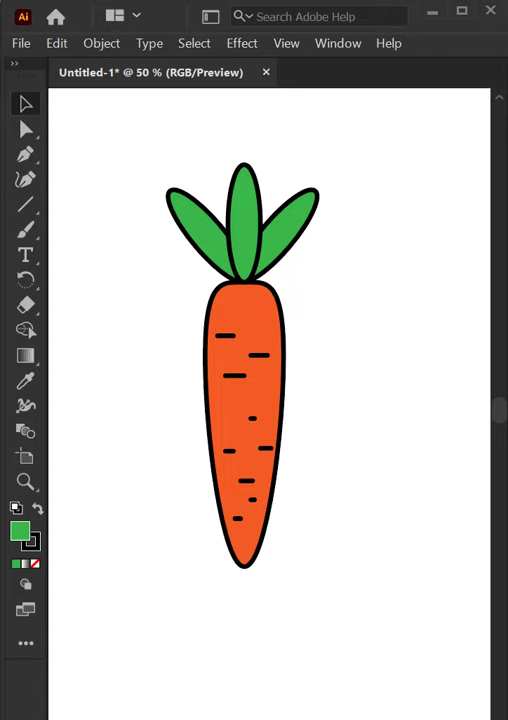 Ai
Search Adobe Help
File Edit Object Type Select Effect View Window Help
Untitled-1* @ 50 % (RGB/Preview)